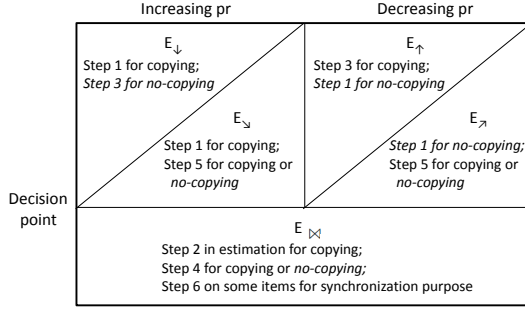 Increasing pr
Decreasing pr
E↓
Step 1 for copying;
Step 3 for no-copying
E↘
Step 1 for copying;
Step 5 for copying or
no-copying
E↑
Step 3 for copying;
Step 1 for no-copying
E↗
Step 1 for no-copying;
Step 5 for copying or
no-copying
Decision
point
E⋈
Step 2 in estimation for copying;
Step 4 for copying or no-copying;
Step 6 on some items for synchronization purpose